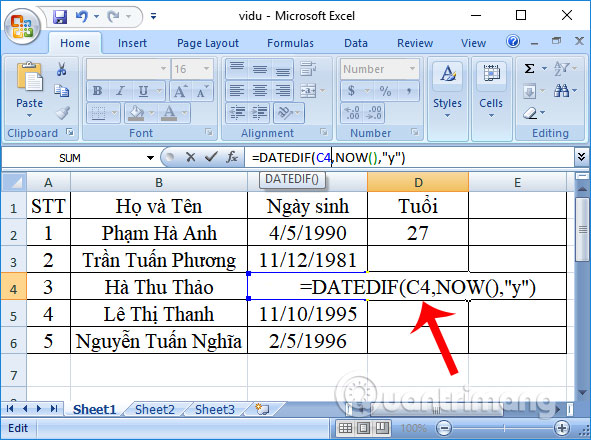 vidu - Microsoft Excel
Home Insert Page Layout Formulas Data Review View
Paste
16
B I U
A A
Number
$ % ,
Styles
Cells
Σ
Clipboard Font Alignment Number Editing
SUM =DATEDIF(C4,NOW(),"y")
DATEDIF()
A B C D E
1 STT Họ và Tên Ngày sinh Tuổi
2 1 Phạm Hà Anh 4/5/1990 27
3 2 Trần Tuấn Phương 11/12/1981
4 3 Hà Thu Thảo =DATEDIF(C4,NOW(),"y")
5 4 Lê Thị Thanh 11/10/1995
6 5 Nguyễn Tuấn Nghĩa 2/5/1996
7
8
Quantrimang
Sheet1 Sheet2 Sheet3
Edit 100%